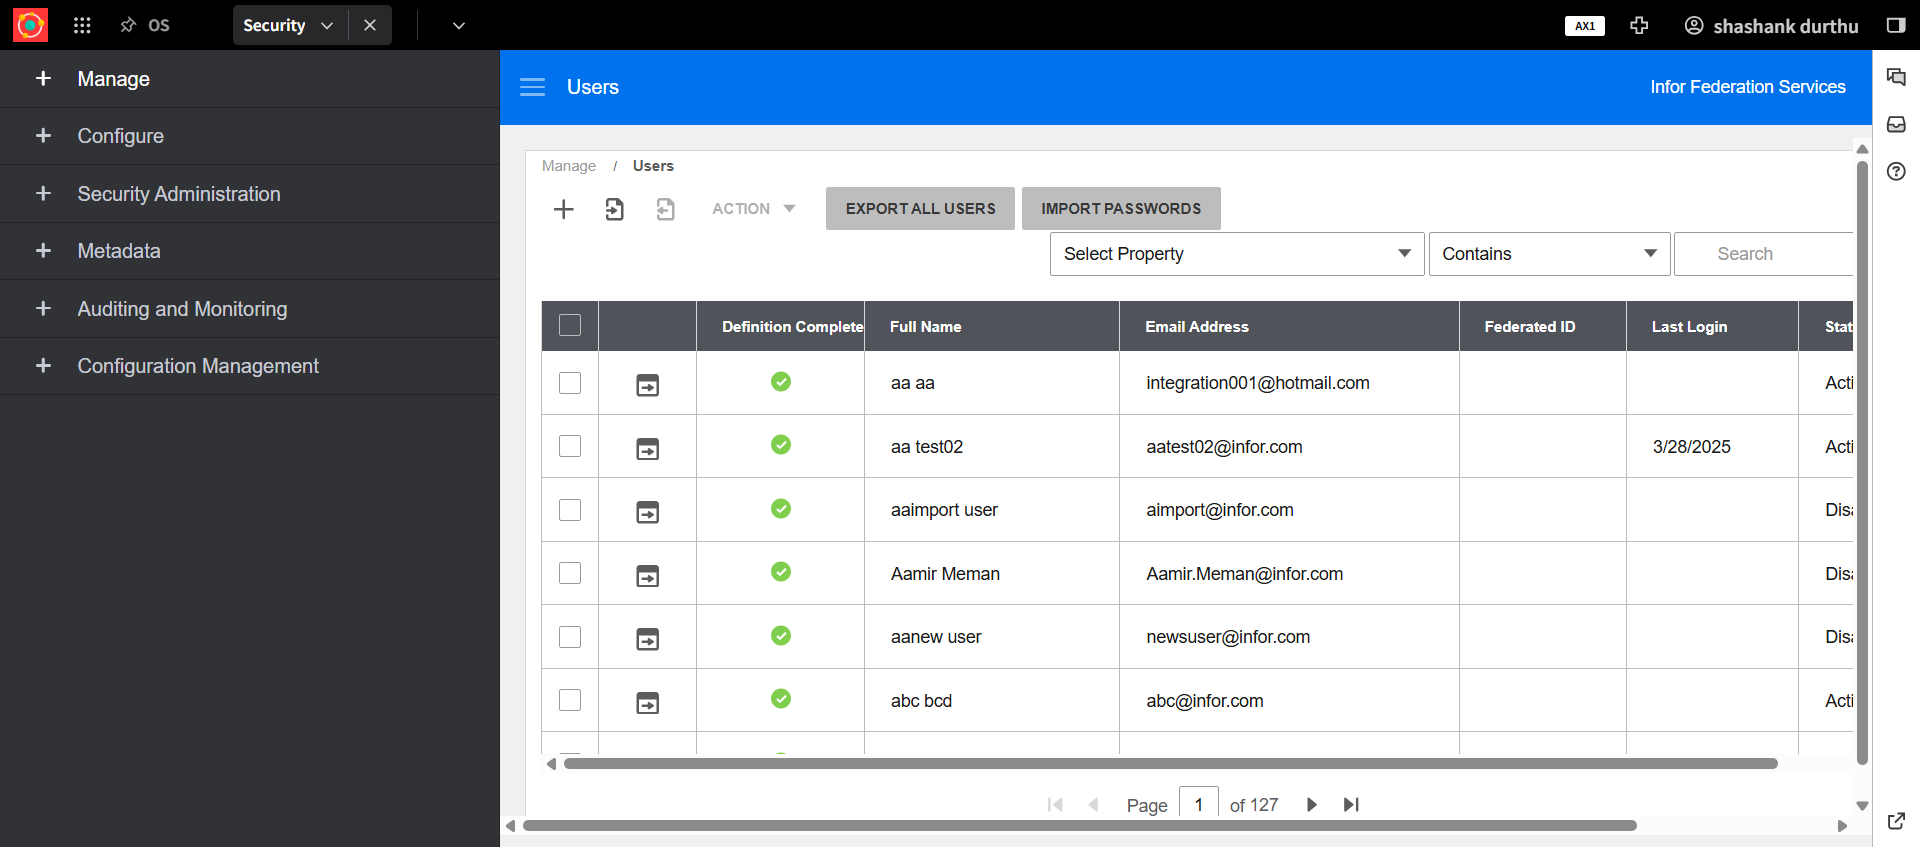 OS
Security
AX1
shashank durthu
Manage
Configure
Security Administration
Metadata
Auditing and Monitoring
Configuration Management
Users
Infor Federation Services
Manage / Users
ACTION
EXPORT ALL USERS
IMPORT PASSWORDS
Select Property
Contains
Search
Definition Complete Full Name Email Address Federated ID Last Login Stat
aa aa integration001@hotmail.com Acti
aa test02 aatest02@infor.com 3/28/2025 Acti
aaimport user aimport@infor.com Disa
Aamir Meman Aamir.Meman@infor.com Disa
aanew user newsuser@infor.com Disa
abc bcd abc@infor.com Acti
Page 1 of 127